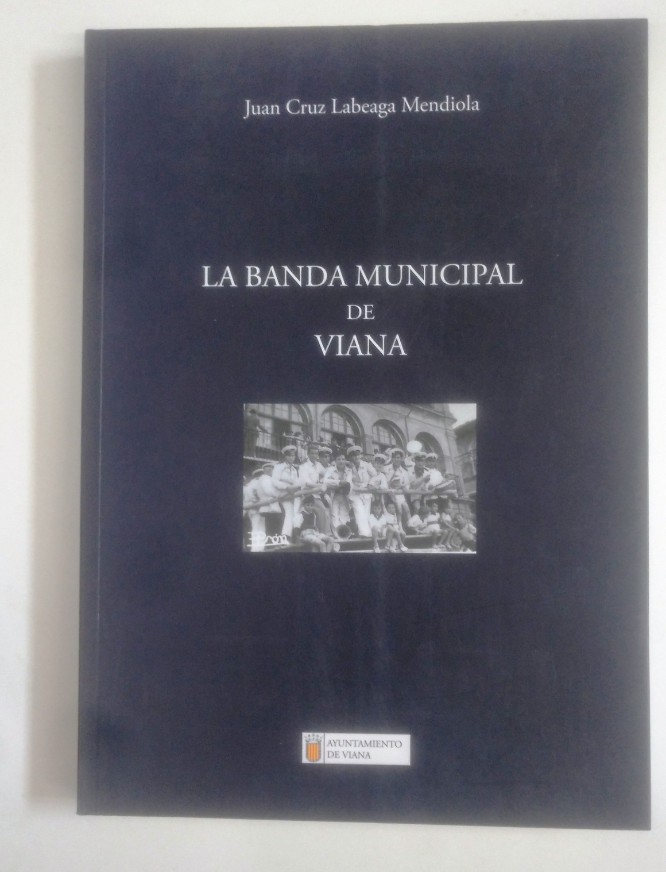 Juan Cruz Labeaga Mendiola
LA BANDA MUNICIPAL
DE
VIANA
AYUNTAMIENTO
DE VIANA